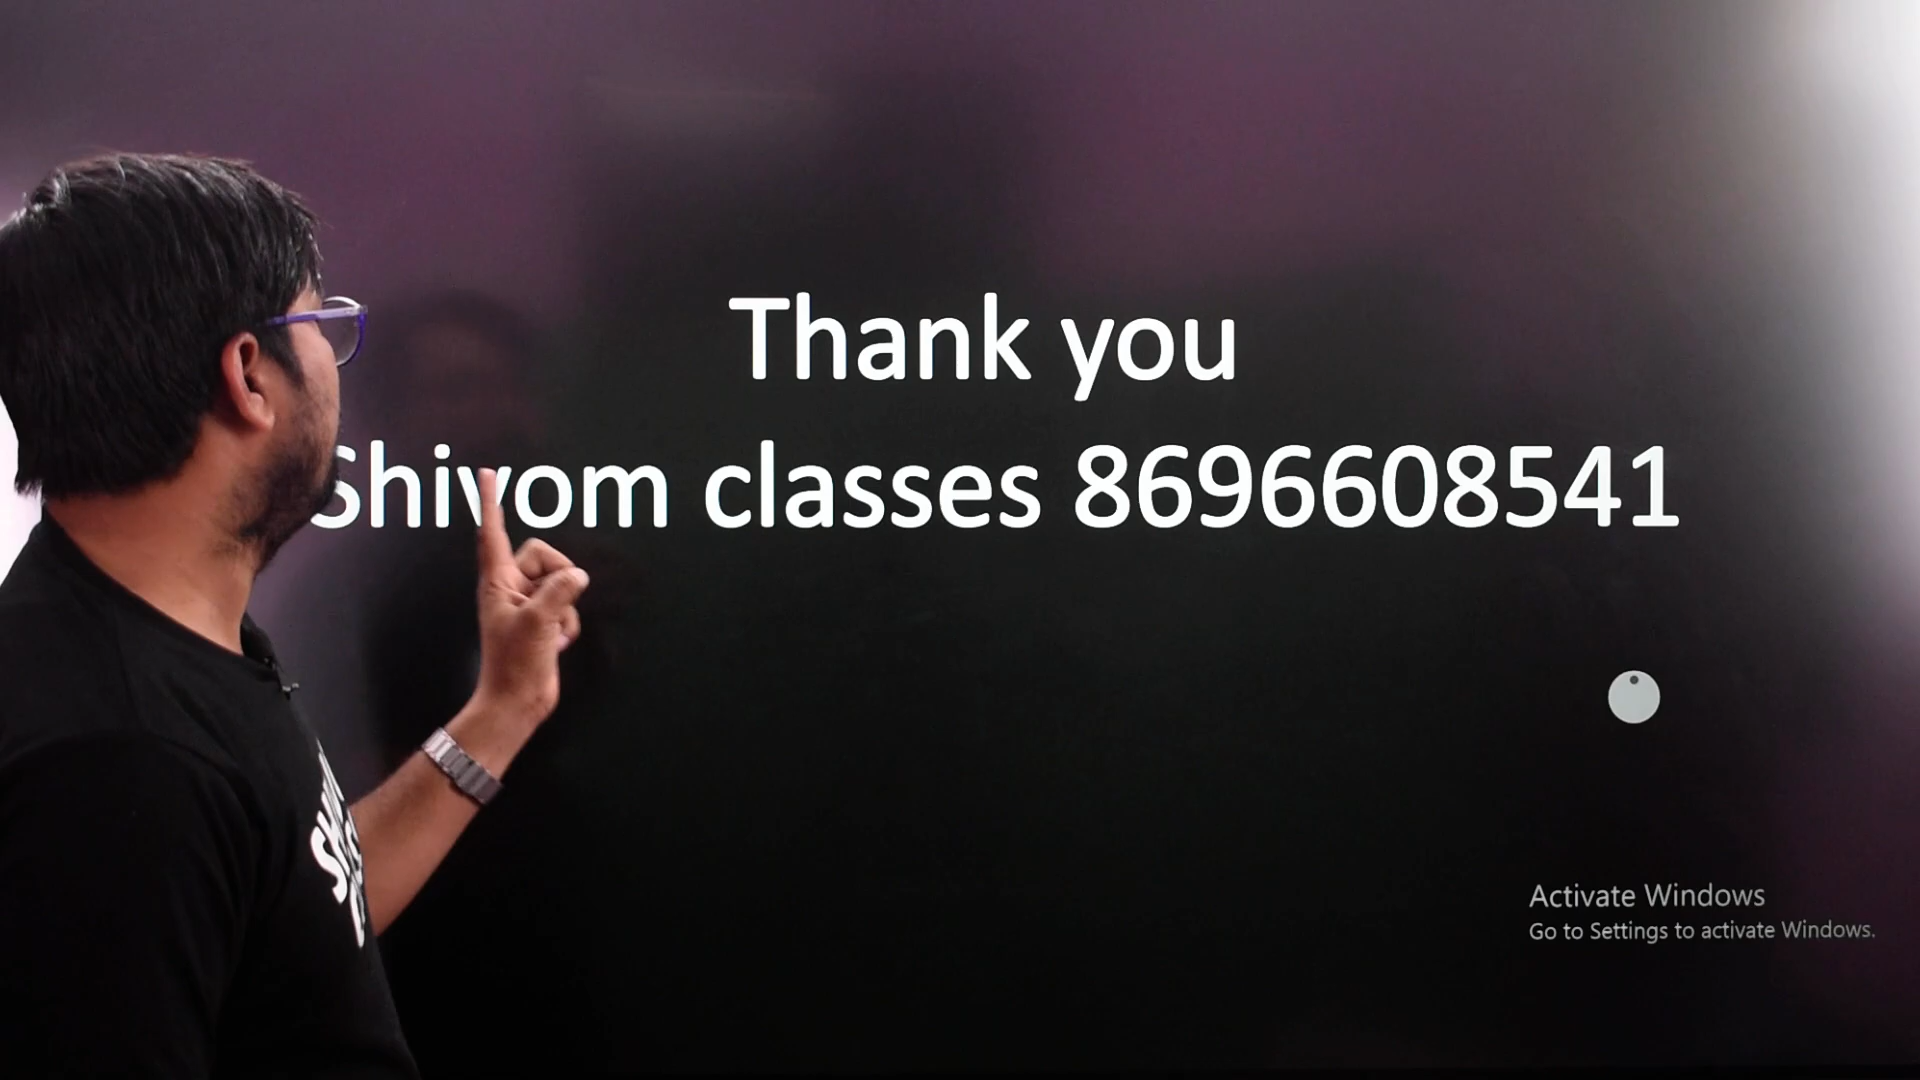 Thank you
Shivom classes 8696608541
Activate Windows
Go to Settings to activate Windows.